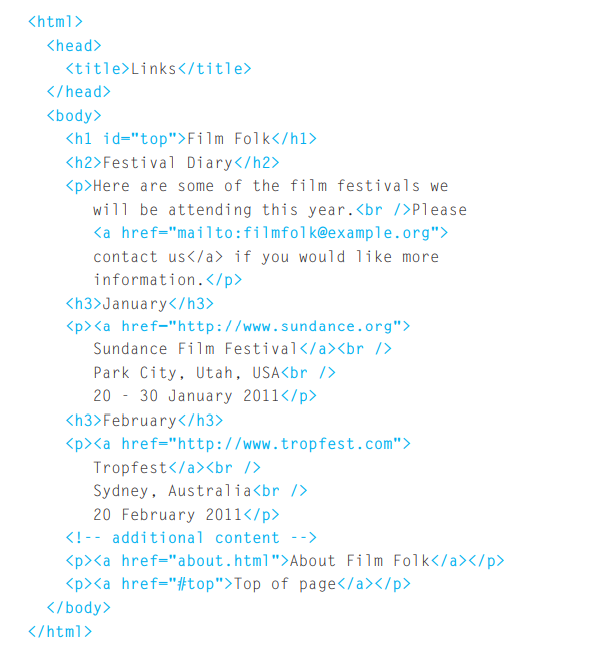 <html>
<head>
<title>Links</title>
</head>
<body>
<h1 id="top">Film Folk</h1>
<h2>Festival Diary</h2>
<p>Here are some of the film festivals we
will be attending this year.<br />Please
<a href="mailto:filmfolk@example.org">
contact us</a> if you would like more
information.</p>
<h3>January</h3>
<p><a href="http://www.sundance.org">
Sundance Film Festival</a><br />
Park City, Utah, USA<br />
20 - 30 January 2011</p>
<h3>February</h3>
<p><a href="http://www.tropfest.com">
Tropfest</a><br />
Sydney, Australia<br />
20 February 2011</p>
<!-- additional content -->
<p><a href="about.html">About Film Folk</a></p>
<p><a href="#top">Top of page</a></p>
</body>
</html>